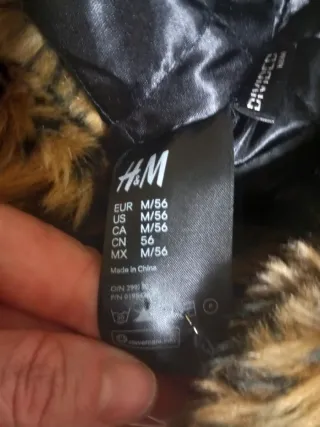 DIVIDED
H&M
EUR M/56
US M/56
CA M/56
CN 56
MX M/56
Made in China
O/N
P/N